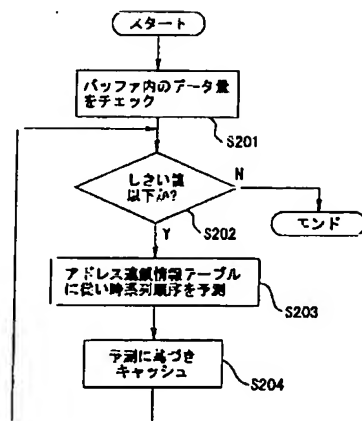 スタート
バッファ内のデータ量
をチェック
S201
しきい値
以下か?
N
S202
エンド
Y
アドレス連鎖情報テーブル
に従い時系列順序を予測
S203
予測に基づき
キャッシュ
S204